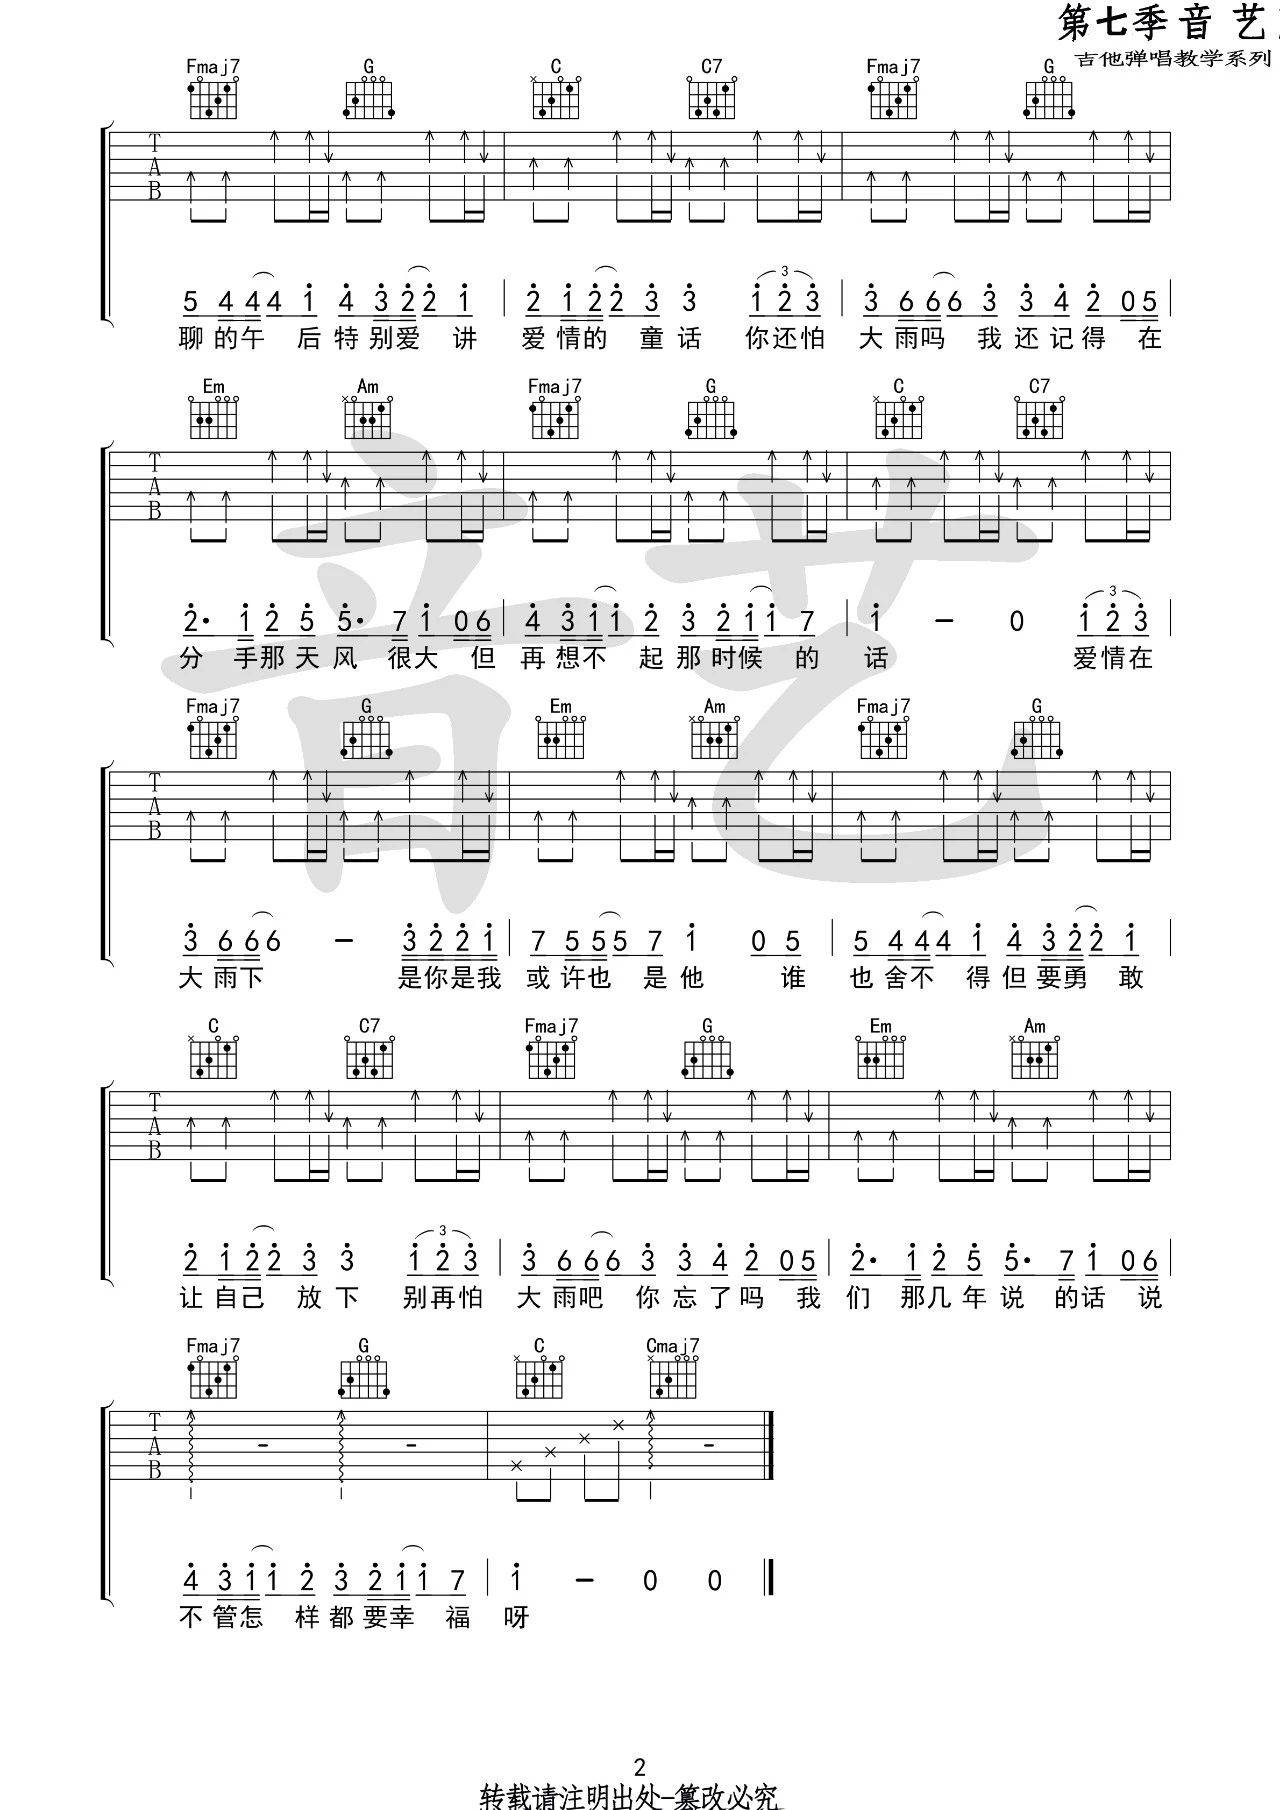 第七季音艺
吉他弹唱教学系列
Fmaj7 G C C7 Fmaj7 G
T
A
B
3
5 4 4 4 1 4 3 2 2 1 2 1 2 2 3 3 1 2 3 3 6 6 6 3 3 4 2 0 5
聊的午 后特别爱 讲 爱情的 童话 你还怕 大雨吗 我还记得 在
Em Am Fmaj7 G C C7
T
A
B
3
2· 1 2 5 5· 7 1 0 6 4 3 1 1 2 3 2 1 1 7 1 - 0 1 2 3
分 手那天风 很大 但 再想不 起那时候 的 话 爱情在
Fmaj7 G Em Am Fmaj7 G
T
A
B
3 6 6 6 - 3 2 2 1 7 5 5 5 7 1 0 5 5 4 4 4 1 4 3 2 2 1
大雨下 是你是我 或许也 是他 谁 也舍不 得但要勇 敢
C C7 Fmaj7 G Em Am
T
A
B
3
2 1 2 2 3 3 1 2 3 3 6 6 6 3 3 4 2 0 5 2· 1 2 5 5· 7 1 0 6
让自己 放下 别再怕 大雨吧 你忘了吗 我 们 那几年说 的话 说
Fmaj7 G C Cmaj7
T
A
B
4 3 1 1 2 3 2 1 1 7 1 - 0 0
不管怎 样都要幸 福 呀
2
转载请注明出处-篡改必究